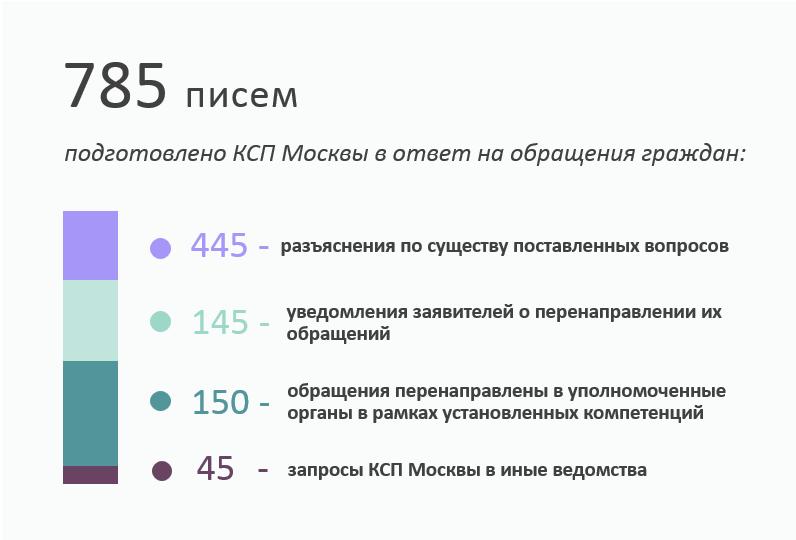 785 писем
подготовлено КСП Москвы в ответ на обращения граждан:
445 - разъяснения по существу поставленных вопросов
145 - уведомления заявителей о перенаправлении их
обращений
150 - обращения перенаправлены в уполномоченные
органы в рамках установленных компетенций
45 - запросы КСП Москвы в иные ведомства